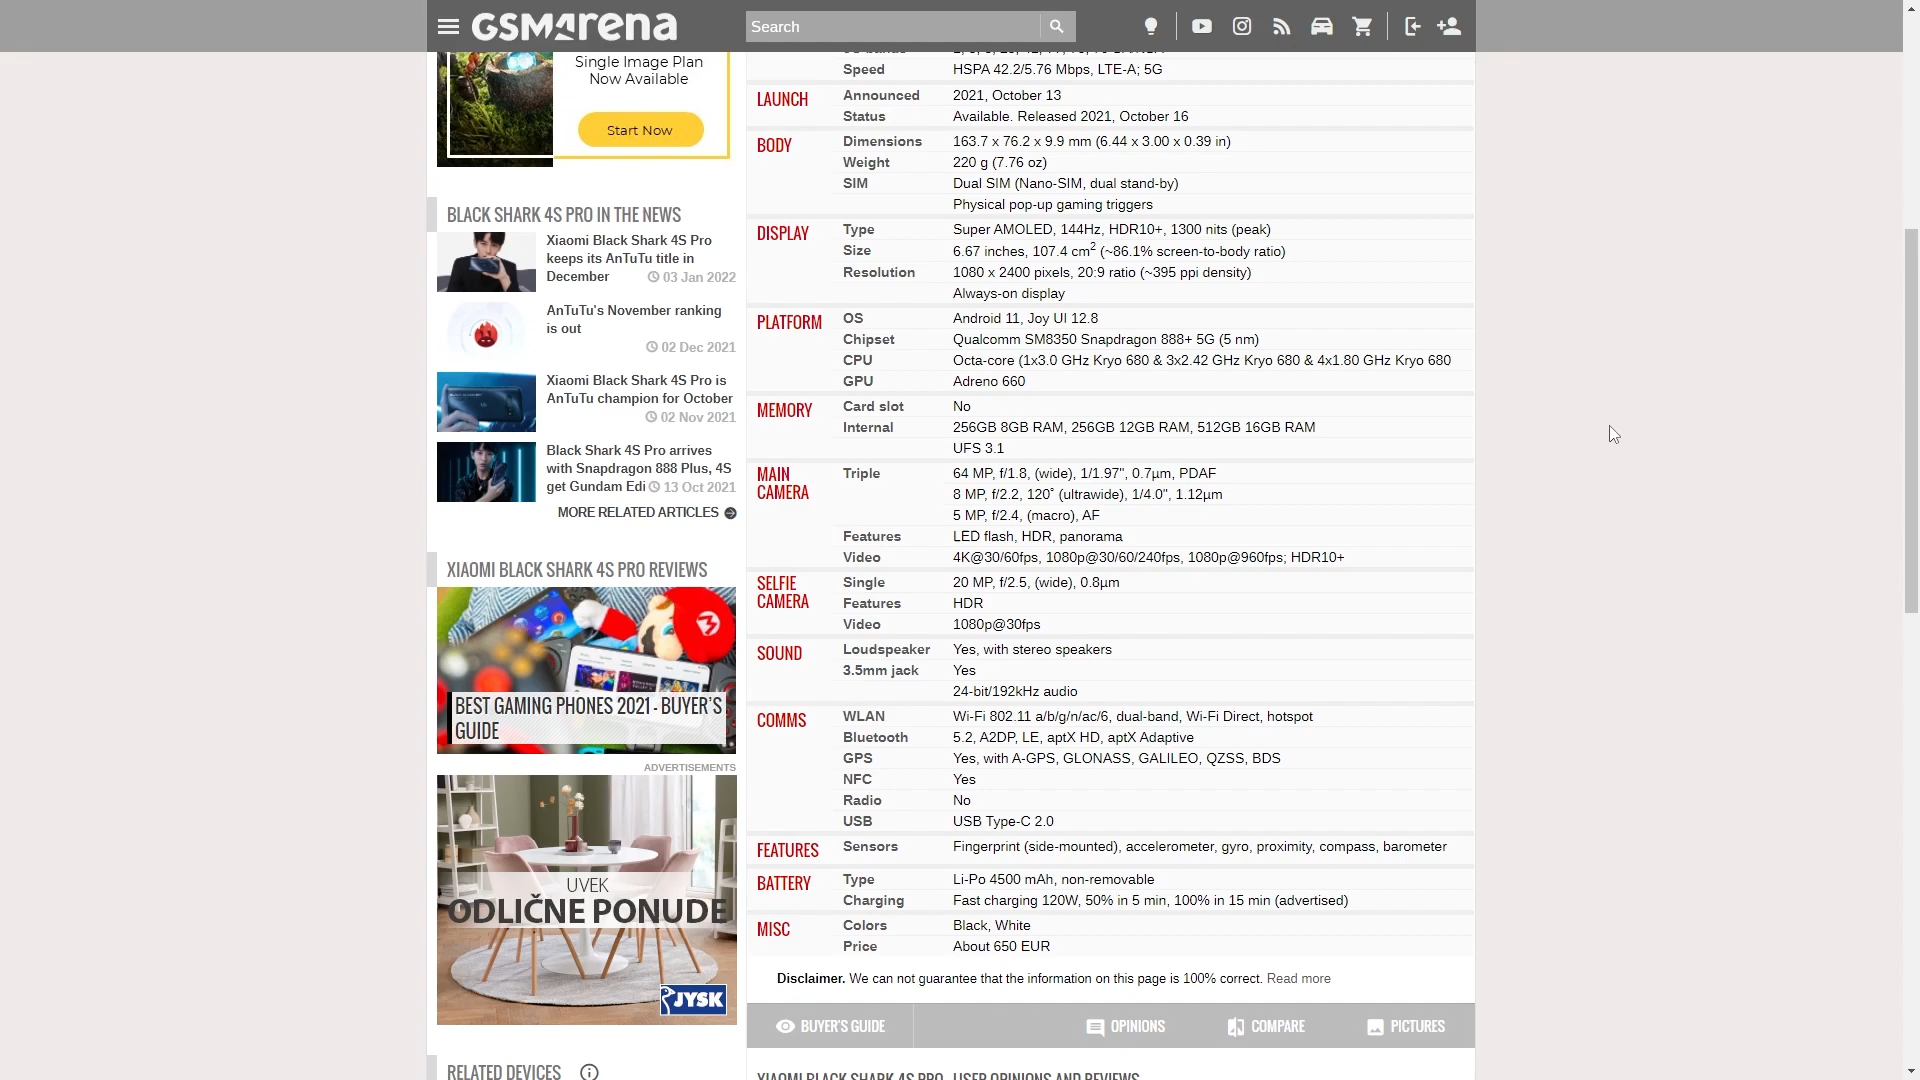 GSMArena
Search
Single Image Plan
Now Available
Start Now
BLACK SHARK 4S PRO IN THE NEWS
Xiaomi Black Shark 4S Pro
keeps its AnTuTu title in
December 03 Jan 2022
AnTuTu's November ranking
is out
02 Dec 2021
Xiaomi Black Shark 4S Pro is
AnTuTu champion for October
02 Nov 2021
Black Shark 4S Pro arrives
with Snapdragon 888 Plus, 4S
get Gundam Edi 13 Oct 2021
MORE RELATED ARTICLES
XIAOMI BLACK SHARK 4S PRO REVIEWS
BEST GAMING PHONES 2021 - BUYER'S
GUIDE
ADVERTISEMENTS
UVEK
ODLIČNE PONUDE
JYSK
RELATED DEVICES
Speed HSPA 42.2/5.76 Mbps, LTE-A; 5G
LAUNCH Announced 2021, October 13
Status Available. Released 2021, October 16
BODY Dimensions 163.7 x 76.2 x 9.9 mm (6.44 x 3.00 x 0.39 in)
Weight 220 g (7.76 oz)
SIM Dual SIM (Nano-SIM, dual stand-by)
Physical pop-up gaming triggers
DISPLAY Type Super AMOLED, 144Hz, HDR10+, 1300 nits (peak)
Size 6.67 inches, 107.4 cm2 (~86.1% screen-to-body ratio)
Resolution 1080 x 2400 pixels, 20:9 ratio (~395 ppi density)
Always-on display
PLATFORM OS Android 11, Joy UI 12.8
Chipset Qualcomm SM8350 Snapdragon 888+ 5G (5 nm)
CPU Octa-core (1x3.0 GHz Kryo 680 & 3x2.42 GHz Kryo 680 & 4x1.80 GHz Kryo 680
GPU Adreno 660
MEMORY Card slot No
Internal 256GB 8GB RAM, 256GB 12GB RAM, 512GB 16GB RAM
UFS 3.1
MAIN CAMERA Triple 64 MP, f/1.8, (wide), 1/1.97", 0.7µm, PDAF
8 MP, f/2.2, 120˚ (ultrawide), 1/4.0", 1.12µm
5 MP, f/2.4, (macro), AF
Features LED flash, HDR, panorama
Video 4K@30/60fps, 1080p@30/60/240fps, 1080p@960fps; HDR10+
SELFIE CAMERA Single 20 MP, f/2.5, (wide), 0.8µm
Features HDR
Video 1080p@30fps
SOUND Loudspeaker Yes, with stereo speakers
3.5mm jack Yes
24-bit/192kHz audio
COMMS WLAN Wi-Fi 802.11 a/b/g/n/ac/6, dual-band, Wi-Fi Direct, hotspot
Bluetooth 5.2, A2DP, LE, aptX HD, aptX Adaptive
GPS Yes, with A-GPS, GLONASS, GALILEO, QZSS, BDS
NFC Yes
Radio No
USB USB Type-C 2.0
FEATURES Sensors Fingerprint (side-mounted), accelerometer, gyro, proximity, compass, barometer
BATTERY Type Li-Po 4500 mAh, non-removable
Charging Fast charging 120W, 50% in 5 min, 100% in 15 min (advertised)
MISC Colors Black, White
Price About 650 EUR
Disclaimer. We can not guarantee that the information on this page is 100% correct. Read more
BUYER'S GUIDE OPINIONS COMPARE PICTURES
XIAOMI BLACK SHARK 4S PRO - USER OPINIONS AND REVIEWS